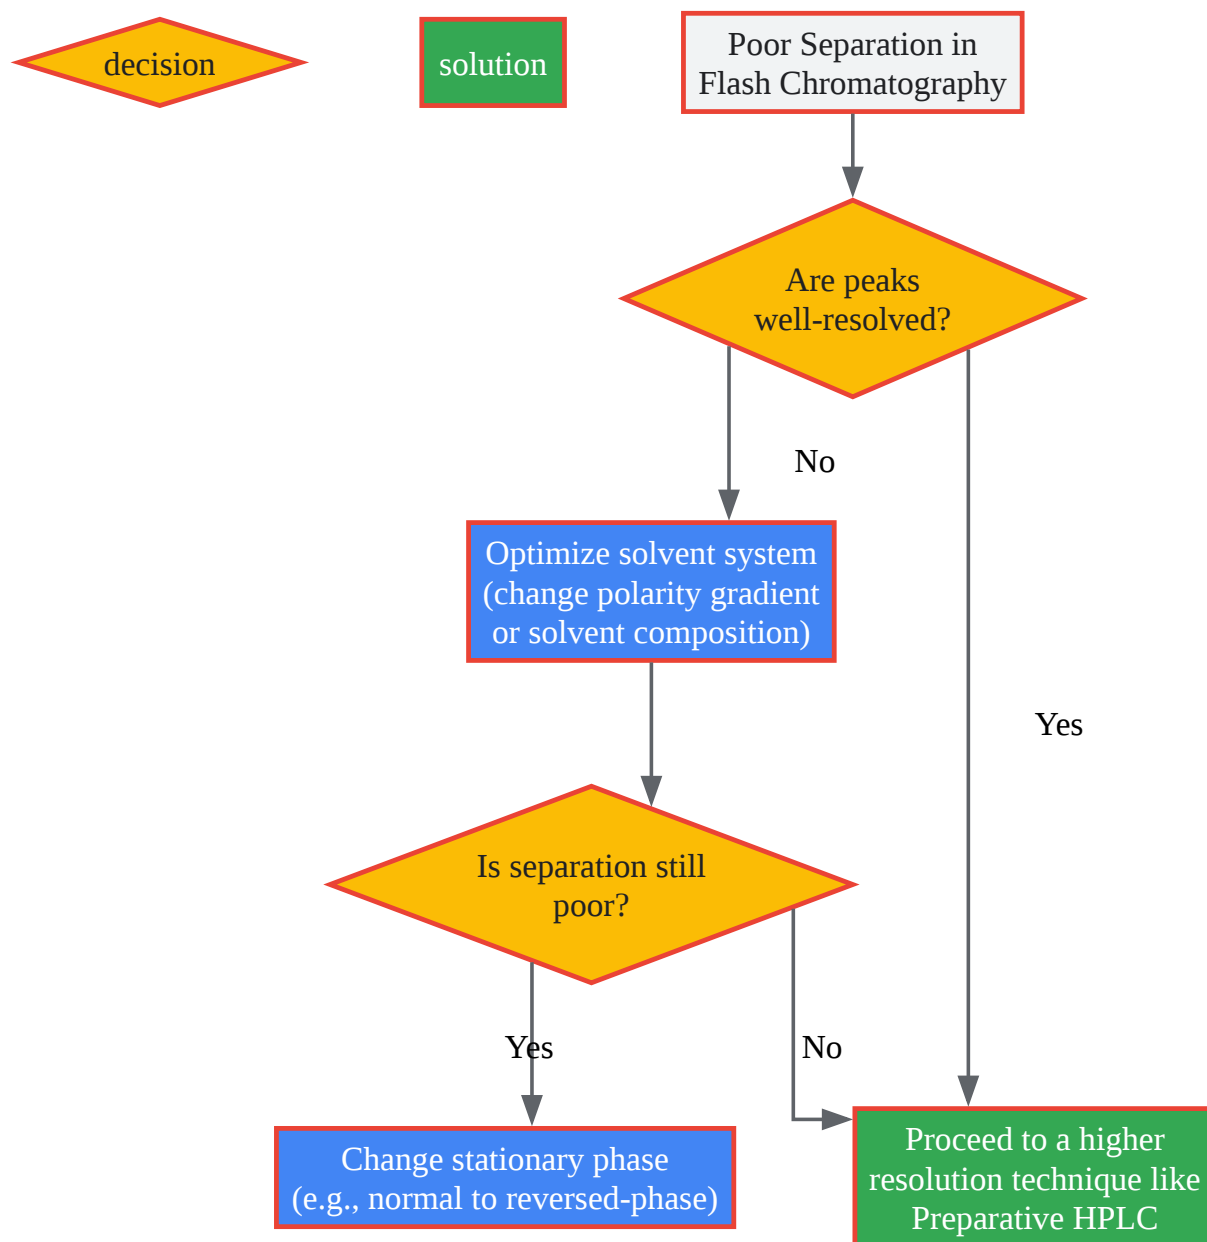 decision
solution
Poor Separation in
Flash Chromatography
Are peaks
well-resolved?
No
Optimize solvent system
(change polarity gradient
or solvent composition)
Yes
Is separation still
poor?
Yes
No
Change stationary phase
(e.g., normal to reversed-phase)
Proceed to a higher
resolution technique like
Preparative HPLC